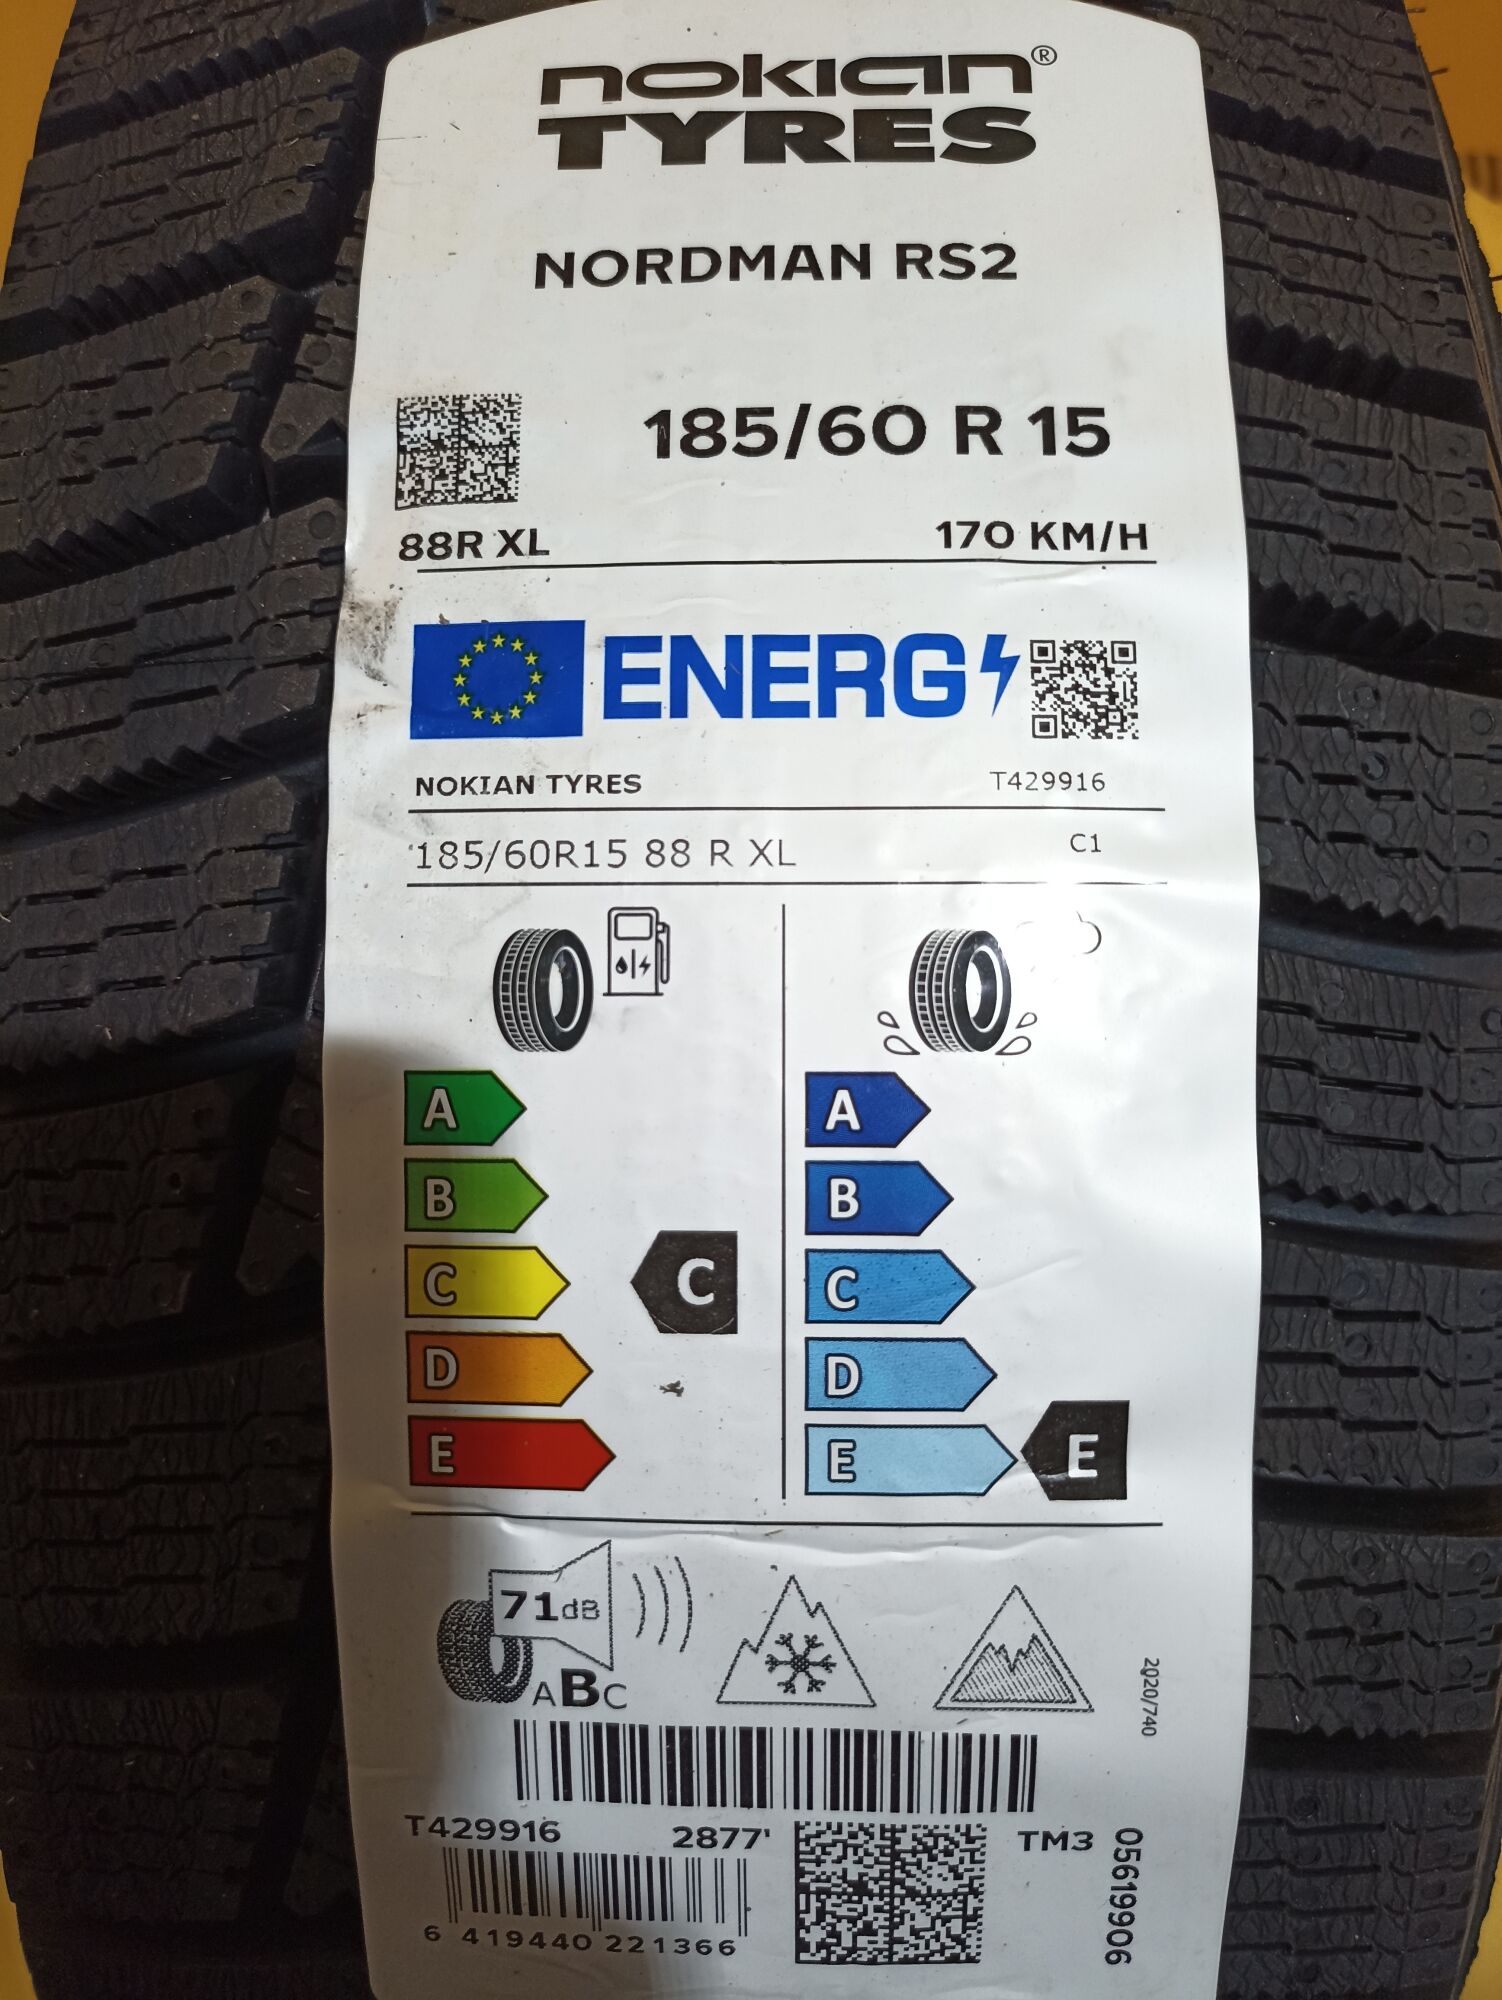 NOKIAN®
TYRES
NORDMAN RS2
185/60 R 15
88R XL
170 KM/H
ENERG
NOKIAN TYRES
T429916
185/60R15 88 R XL
C1
A
B
C
D
E
C
A
B
C
D
E
E
71dB
ABC
2020/740
T429916
2877'
TM3
05619906
6 419440 221366